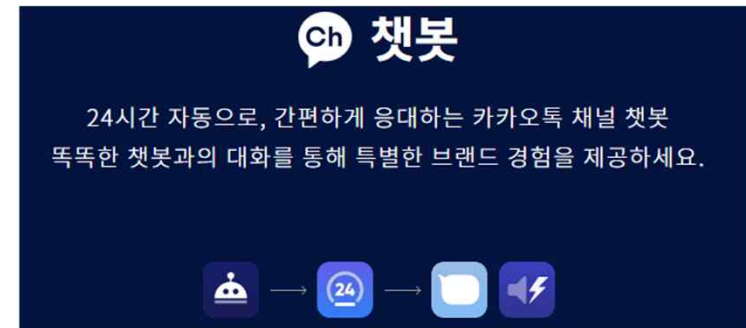 Ch 챗봇
24시간 자동으로, 간편하게 응대하는 카카오톡 채널 챗봇
똑똑한 챗봇과의 대화를 통해 특별한 브랜드 경험을 제공하세요.
24